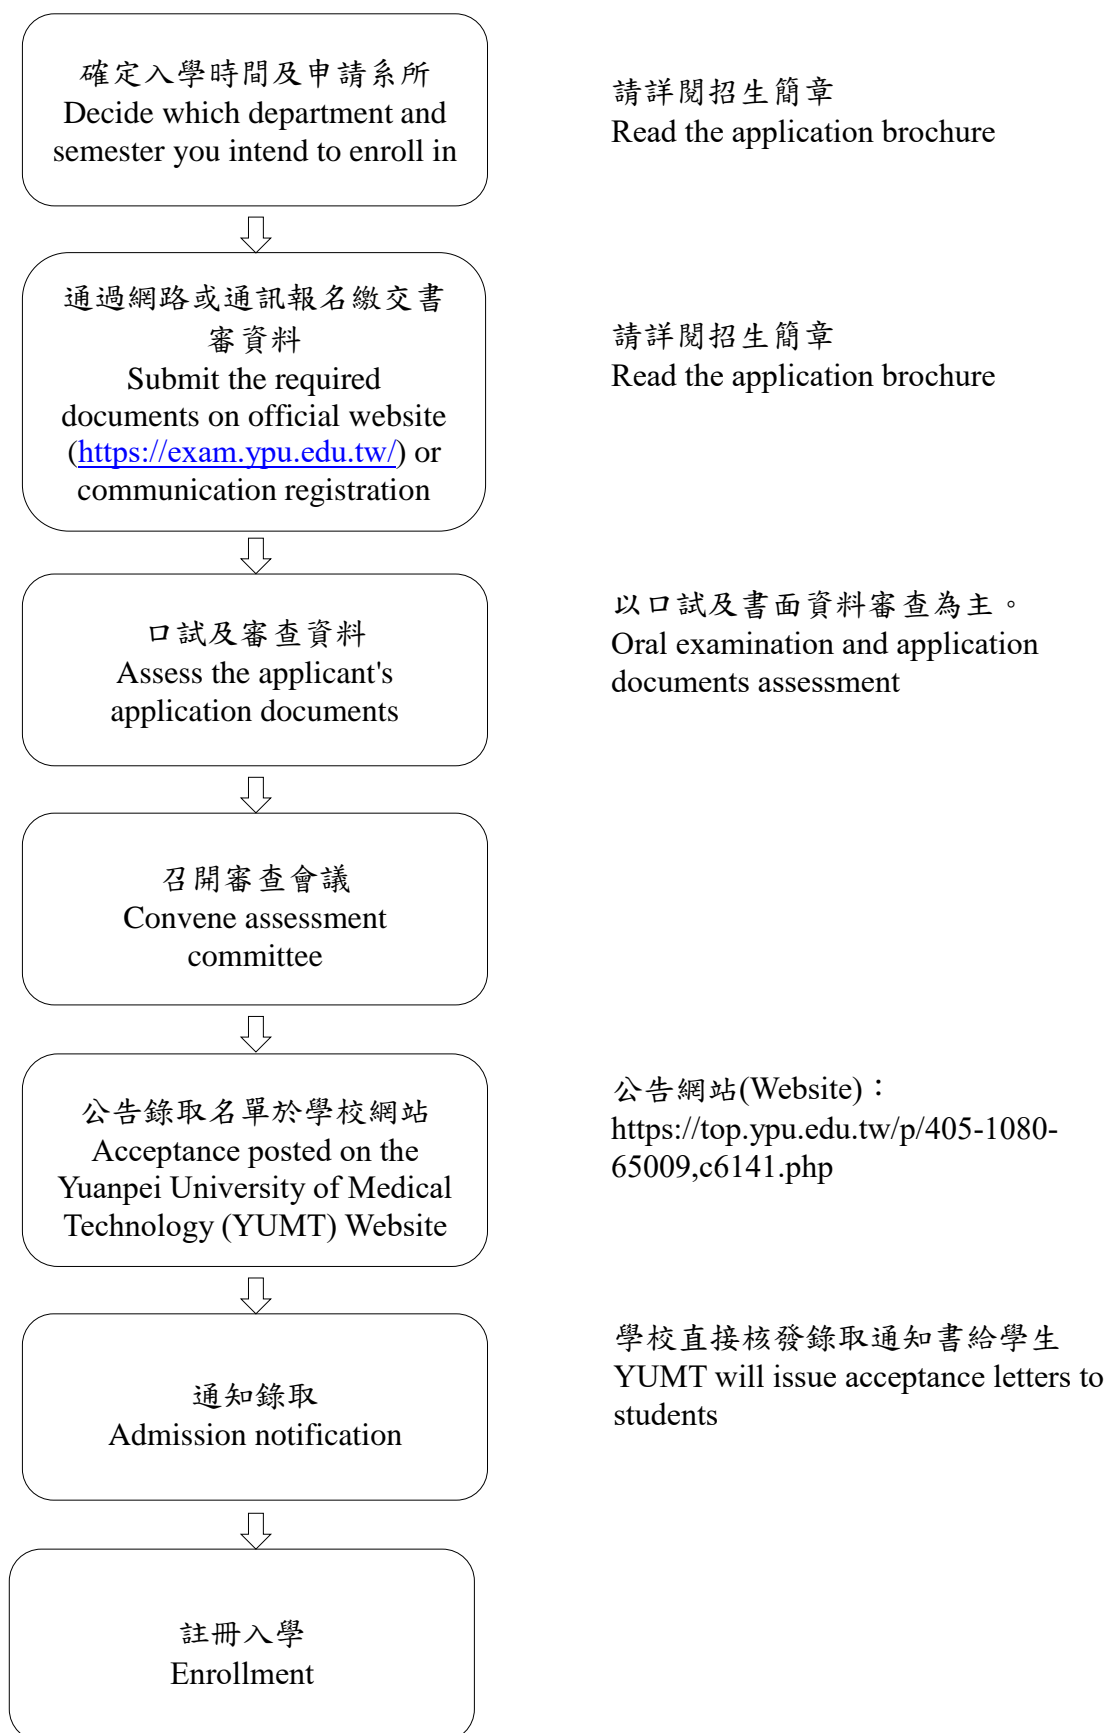 確定入學時間及申請系所
Decide which department and
semester you intend to enroll in
請詳閱招生簡章
Read the application brochure
通過網路或通訊報名繳交書
審資料
Submit the required
documents on official website
(https://exam.ypu.edu.tw/) or
communication registration
請詳閱招生簡章
Read the application brochure
口試及審查資料
Assess the applicant's
application documents
以口試及書面資料審查為主。
Oral examination and application
documents assessment
召開審查會議
Convene assessment
committee
公告錄取名單於學校網站
Acceptance posted on the
Yuanpei University of Medical
Technology (YUMT) Website
公告網站(Website)：
https://top.ypu.edu.tw/p/405-1080-
65009,c6141.php
通知錄取
Admission notification
學校直接核發錄取通知書給學生
YUMT will issue acceptance letters to
students
註冊入學
Enrollment